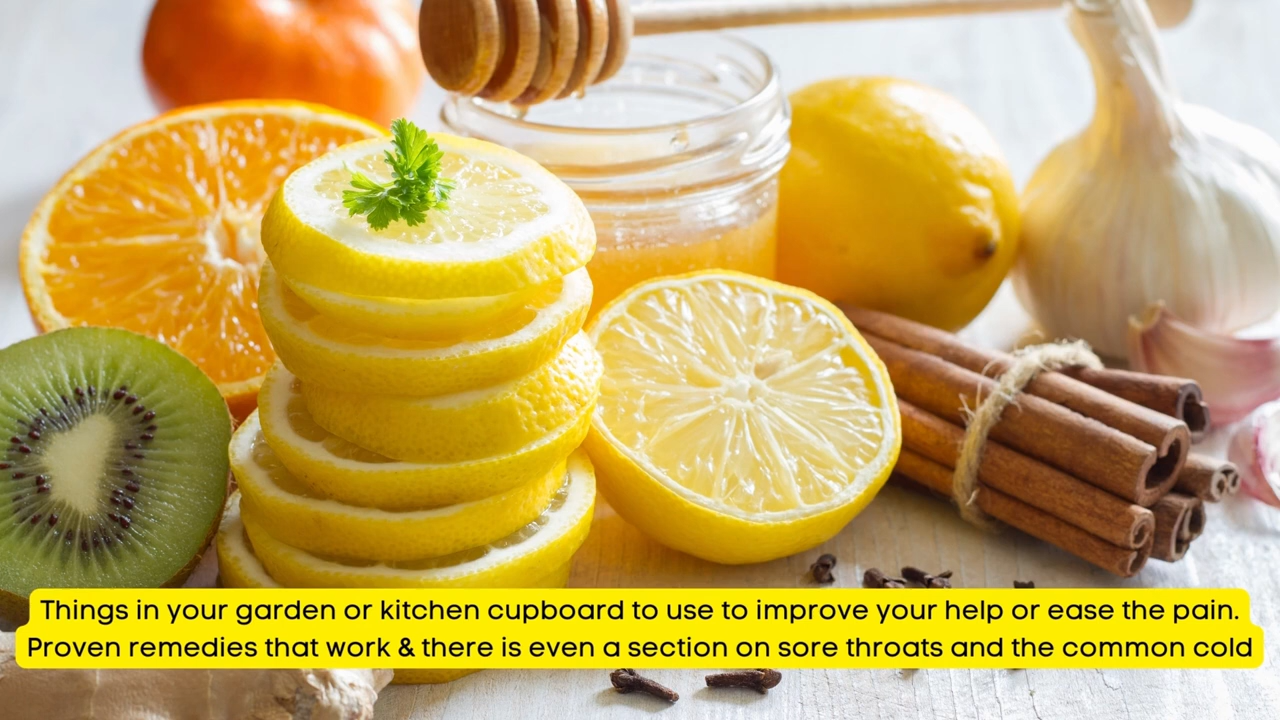 Things in your garden or kitchen cupboard to use to improve your help or ease the pain.
Proven remedies that work & there is even a section on sore throats and the common cold